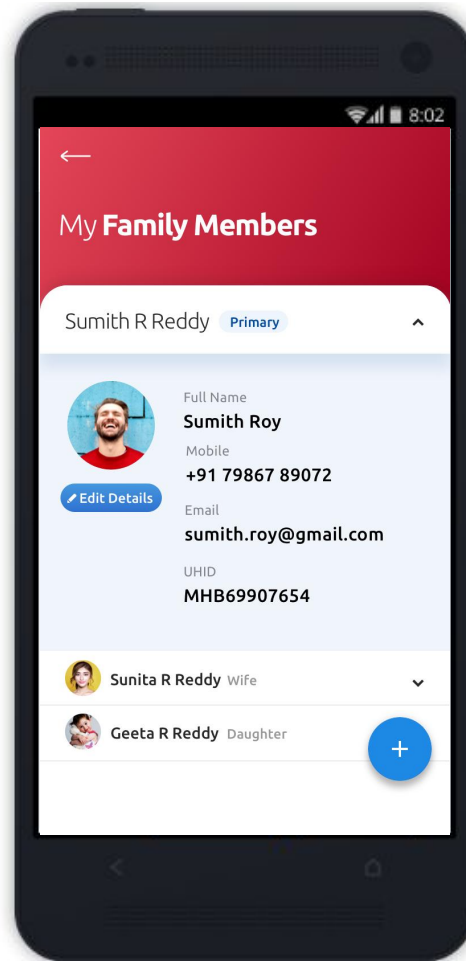 8:02
My Family Members
Sumith R Reddy Primary
Full Name
Sumith Roy
Mobile
+91 79867 89072
Edit Details
Email
sumith.roy@gmail.com
UHID
MHB69907654
Sunita R Reddy Wife
Geeta R Reddy Daughter
+